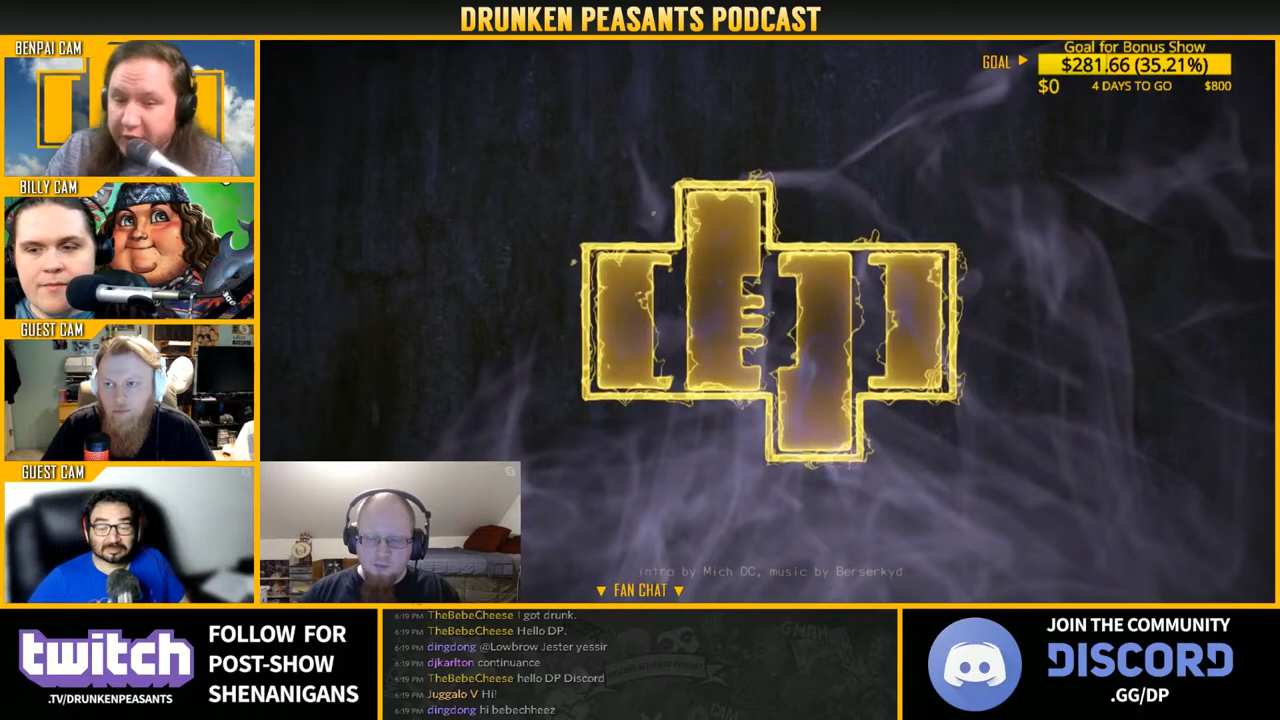 DRUNKEN PEASANTS PODCAST
BENPAI CAM
BILLY CAM
GUEST CAM
GUEST CAM
GOAL
Goal for Bonus Show
$281.66 (35.21%)
$0 4 DAYS TO GO $800
intro by Mich DC, music by Berserkyd
▼ FAN CHAT ▼
twitch
.TV/DRUNKENPEASANTS
FOLLOW FOR
POST-SHOW
SHENANIGANS
6:19 PM TheBebeCheese I got drunk.
6:19 PM TheBebeCheese Hello DP.
6:19 PM dingdong @Lowbrow Jester yessir
6:19 PM djkarlton continuance
6:19 PM TheBebeCheese hello DP Discord
6:19 PM Juggalo V Hi!
6:19 PM dingdong hi bebechheez
JOIN THE COMMUNITY
DISCORD
.GG/DP